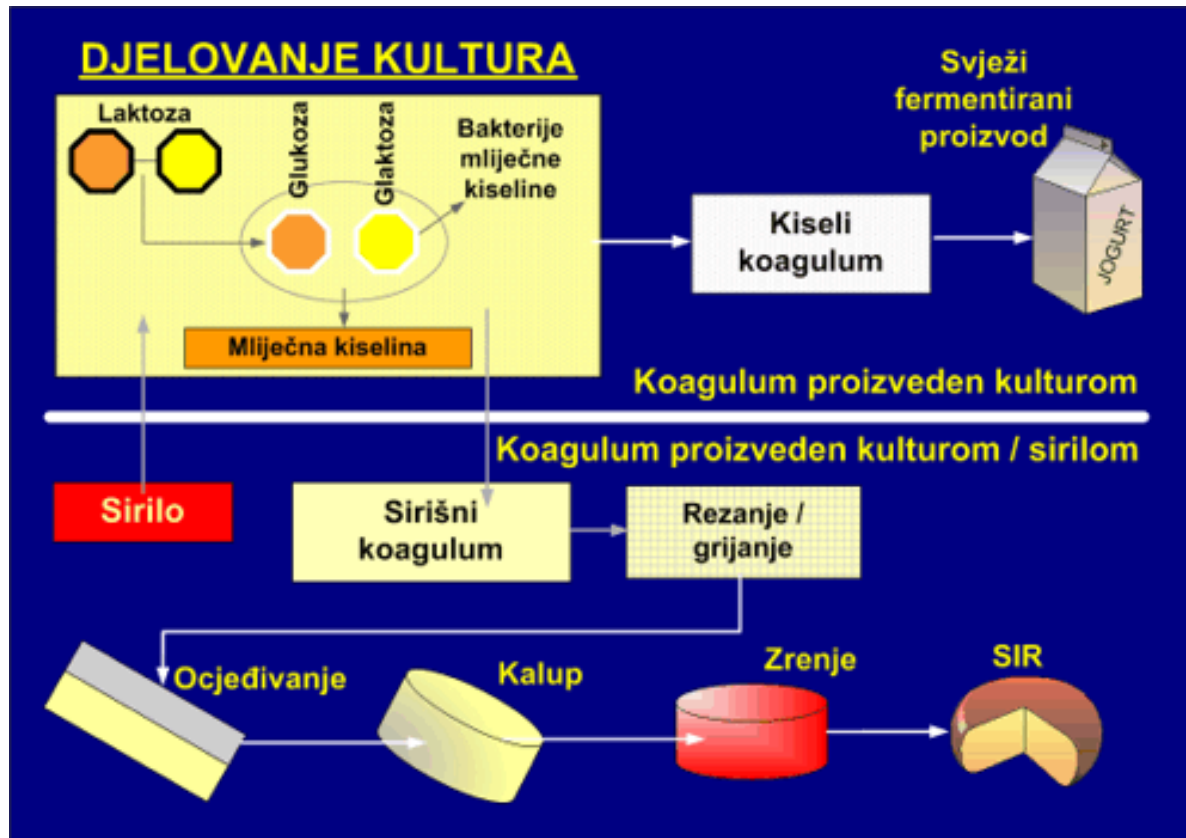 DJELOVANJE KULTURA
Laktoza
Glukoza
Glaktoza
Bakterije
mliječne
kiseline
Mliječna kiselina
Kiseli
koagulum
Svježi
fermentirani
proizvod
JOGURT
Koagulum proizveden kulturom
Koagulum proizveden kulturom / sirilom
Sirilo
Sirišni
koagulum
Rezanje /
grijanje
Ocjeđivanje
Kalup
Zrenje
SIR